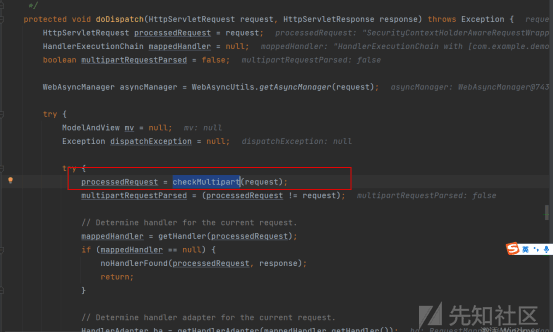 */
protected void doDispatch(HttpServletRequest request, HttpServletResponse response) throws Exception {
HttpServletRequest processedRequest = request; processedRequest: "SecurityContextHolderAwareRequestWrapp
HandlerExecutionChain mappedHandler = null; mappedHandler: "HandlerExecutionChain with [com.example.demo
boolean multipartRequestParsed = false; multipartRequestParsed: false
WebAsyncManager asyncManager = WebAsyncUtils.getAsyncManager(request); asyncManager: WebAsyncManager@743
try {
ModelAndView mv = null; mv: null
Exception dispatchException = null; dispatchException: null
try {
processedRequest = checkMultipart(request);
multipartRequestParsed = (processedRequest != request); multipartRequestParsed: false
// Determine handler for the current request.
mappedHandler = getHandler(processedRequest);
if (mappedHandler == null) {
noHandlerFound(processedRequest, response);
return;
}
// Determine handler adapter for the current request.
HandlerAdapter ha = getHandlerAdapter(mappedHandler.getHandler());
英
先知社区